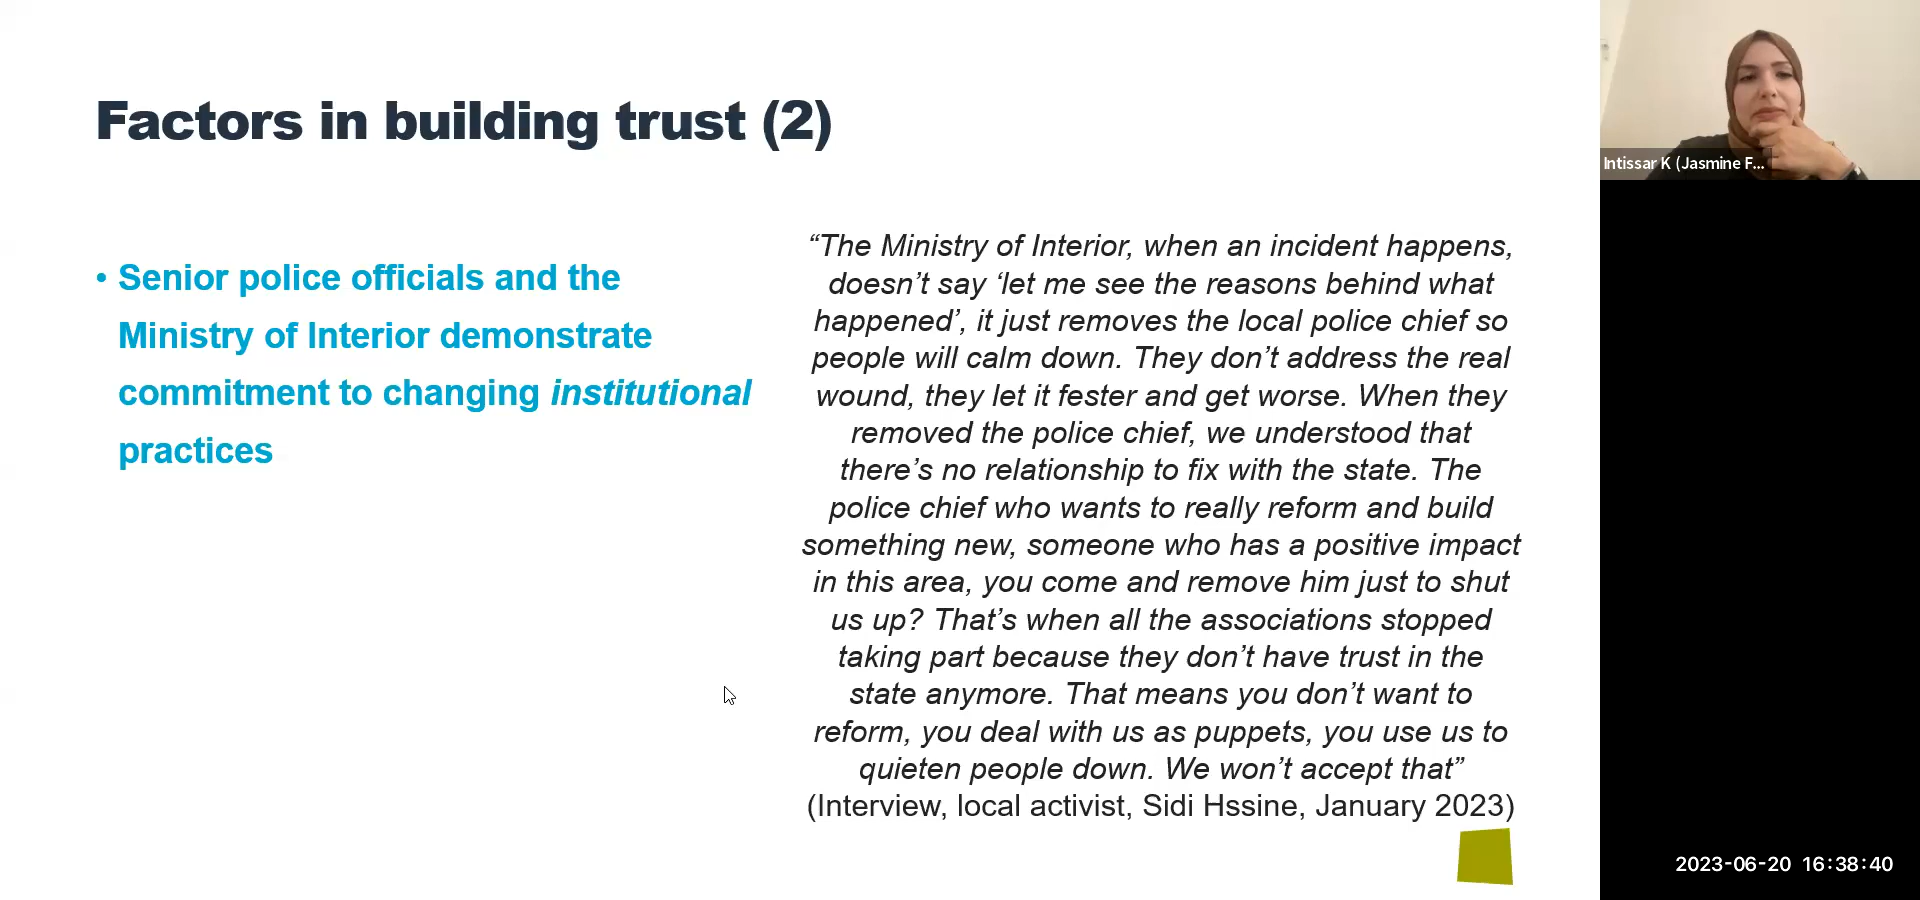 Factors in building trust (2)
• Senior police officials and the
Ministry of Interior demonstrate
commitment to changing institutional
practices
“The Ministry of Interior, when an incident happens,
doesn’t say ‘let me see the reasons behind what
happened’, it just removes the local police chief so
people will calm down. They don’t address the real
wound, they let it fester and get worse. When they
removed the police chief, we understood that
there’s no relationship to fix with the state. The
police chief who wants to really reform and build
something new, someone who has a positive impact
in this area, you come and remove him just to shut
us up? That’s when all the associations stopped
taking part because they don’t have trust in the
state anymore. That means you don’t want to
reform, you deal with us as puppets, you use us to
quieten people down. We won’t accept that”
(Interview, local activist, Sidi Hssine, January 2023)
Intissar K (Jasmine F...
2023-06-20 16:38:40